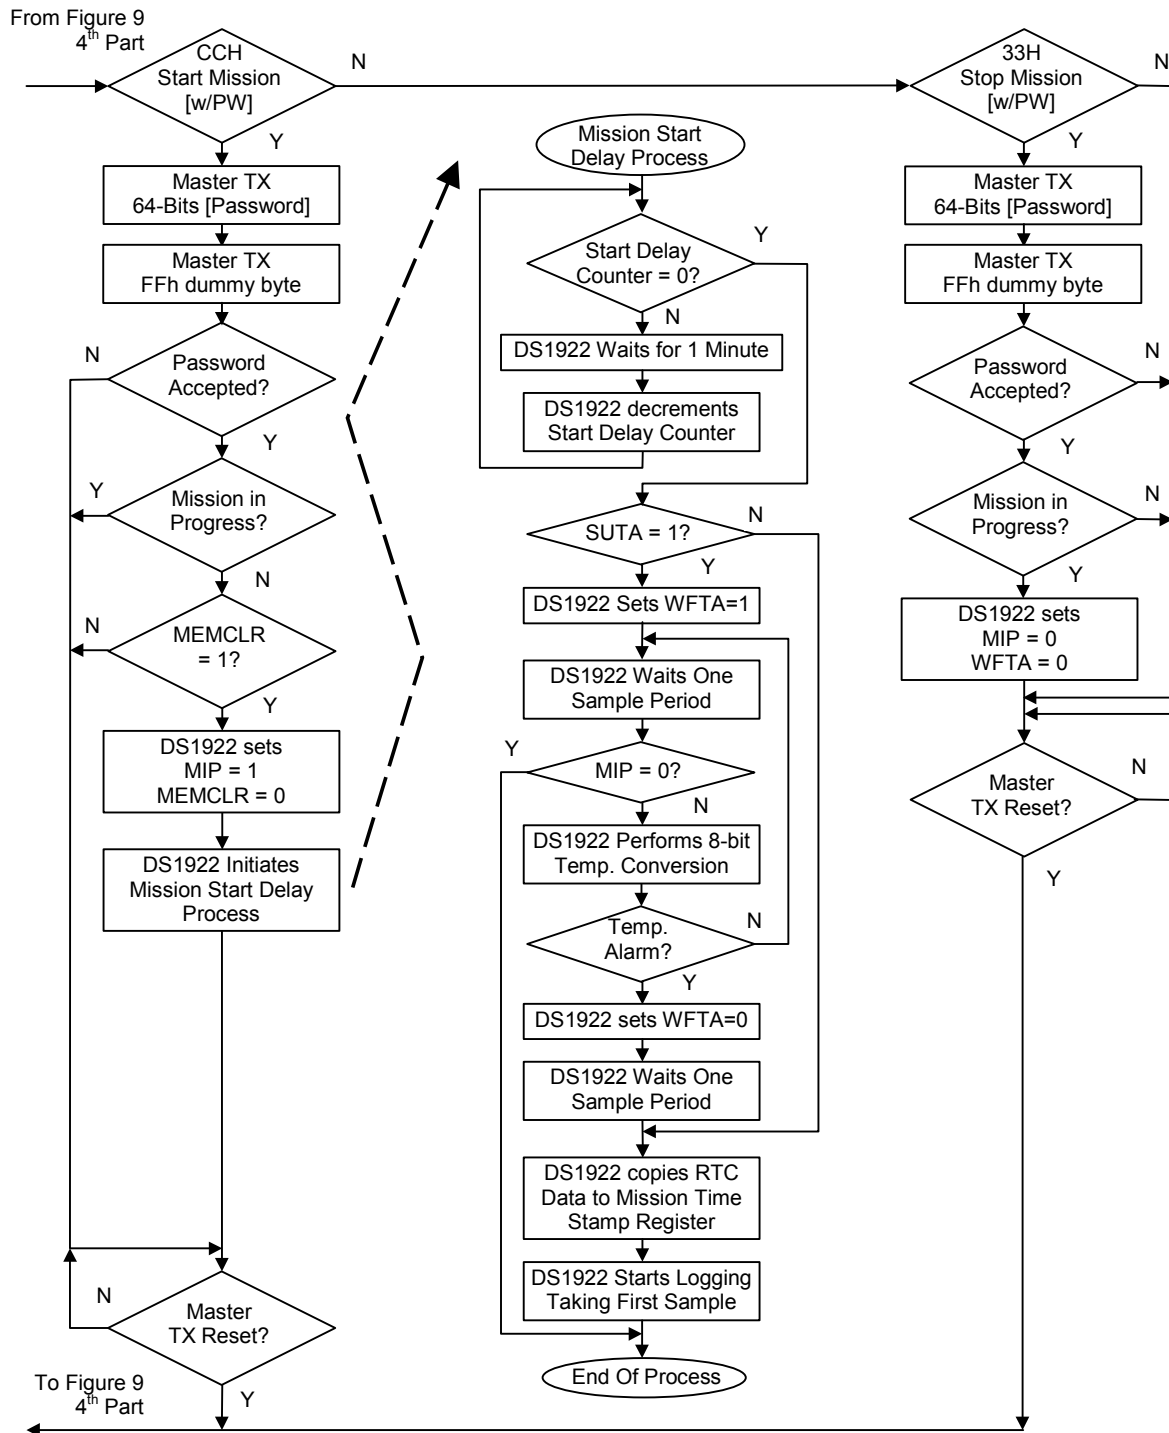 From Figure 9
4th Part
CCH
Start Mission
[w/PW]
N
Y
Master TX
64-Bits [Password]
Master TX
FFh dummy byte
N
Password
Accepted?
Y
Y
Mission in
Progress?
N
N
MEMCLR
= 1?
Y
DS1922 sets
MIP = 1
MEMCLR = 0
DS1922 Initiates
Mission Start Delay
Process
N
Master
TX Reset?
Y
To Figure 9
4th Part
Mission Start
Delay Process
Start Delay
Counter = 0?
Y
N
DS1922 Waits for 1 Minute
DS1922 decrements
Start Delay Counter
SUTA = 1?
N
Y
DS1922 Sets WFTA=1
DS1922 Waits One
Sample Period
Y
MIP = 0?
N
DS1922 Performs 8-bit
Temp. Conversion
Temp.
Alarm?
N
Y
DS1922 sets WFTA=0
DS1922 Waits One
Sample Period
DS1922 copies RTC
Data to Mission Time
Stamp Register
DS1922 Starts Logging
Taking First Sample
End Of Process
33H
Stop Mission
[w/PW]
N
Y
Master TX
64-Bits [Password]
Master TX
FFh dummy byte
Password
Accepted?
N
Y
Mission in
Progress?
N
Y
DS1922 sets
MIP = 0
WFTA = 0
Master
TX Reset?
N
Y